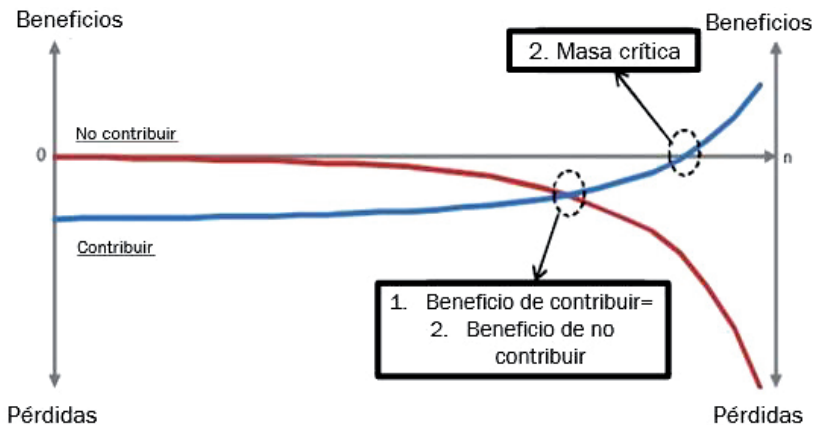 Beneficios
Beneficios
2. Masa crítica
No contribuir
0
n
Contribuir
1. Beneficio de contribuir=
2. Beneficio de no
contribuir
Pérdidas
Pérdidas